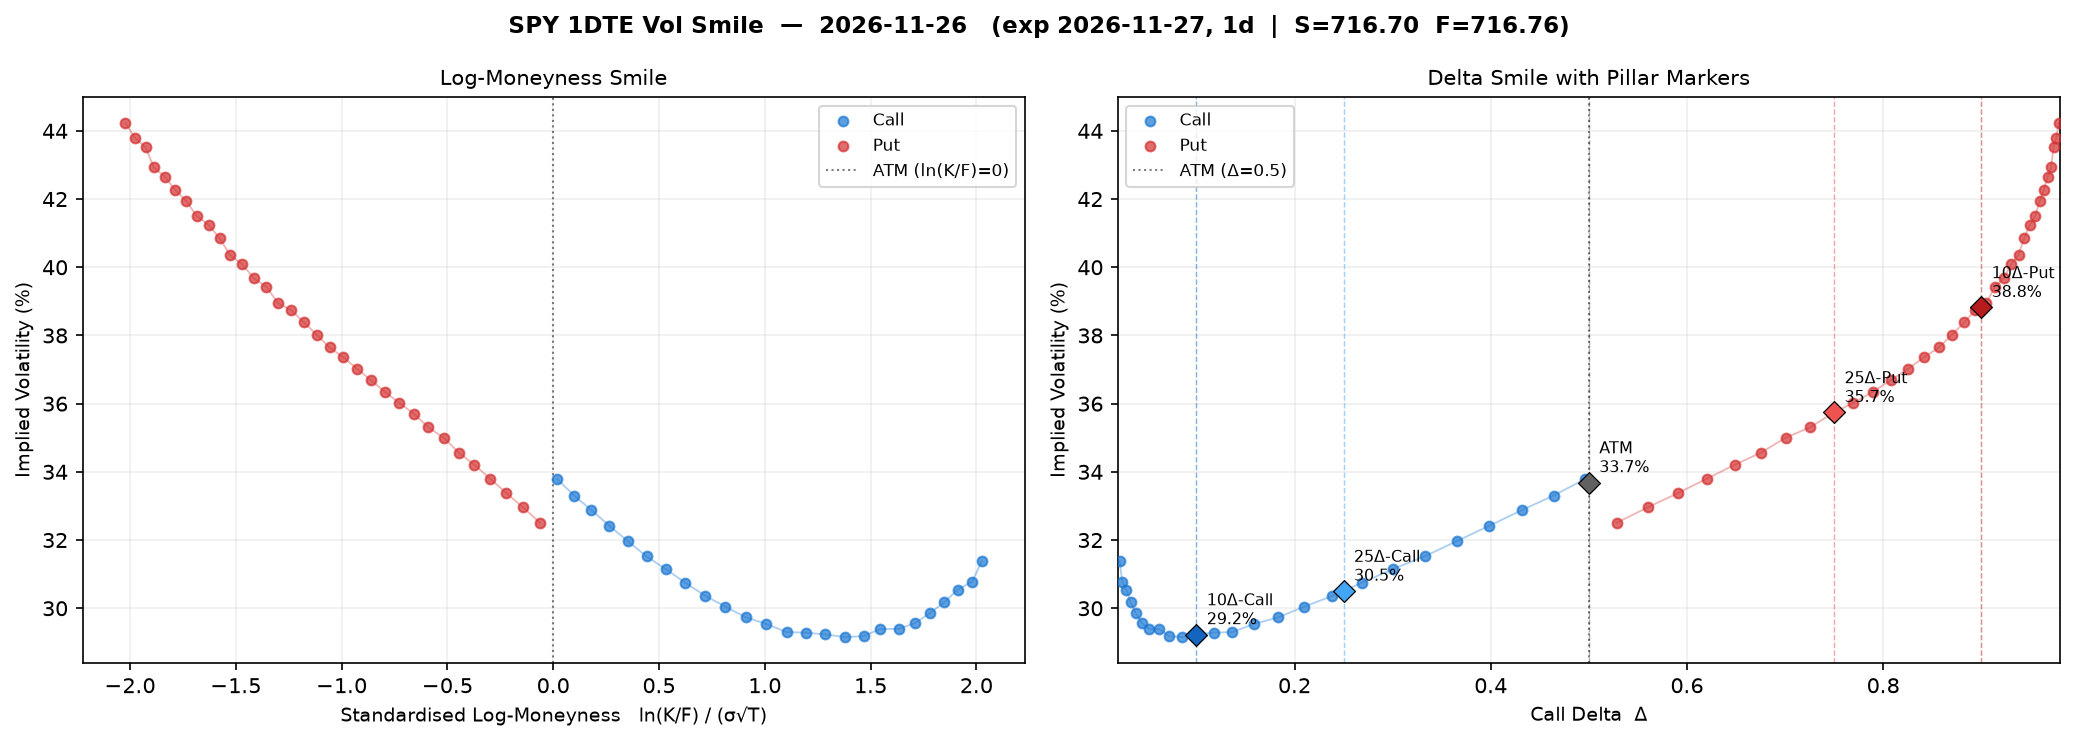 SPY 1DTE Vol Smile — 2026-11-26 (exp 2026-11-27, 1d | S=716.70 F=716.76)
Log-Moneyness Smile
Implied Volatility (%)
44
42
40
38
36
34
32
30
Call
Put
ATM (ln(K/F)=0)
−2.0
−1.5
−1.0
−0.5
0.0
0.5
1.0
1.5
2.0
Standardised Log-Moneyness ln(K/F) / (σ√T)
Delta Smile with Pillar Markers
Implied Volatility (%)
44
42
40
38
36
34
32
30
Call
Put
ATM (Δ=0.5)
10Δ-Call
29.2%
25Δ-Call
30.5%
ATM
33.7%
25Δ-Put
35.7%
10Δ-Put
38.8%
0.2
0.4
0.6
0.8
Call Delta Δ